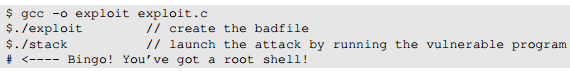 $ gcc -o exploit exploit.c
$./exploit // create the badfile
$./stack // launch the attack by running the vulnerable program
# <---- Bingo! You've got a root shell!